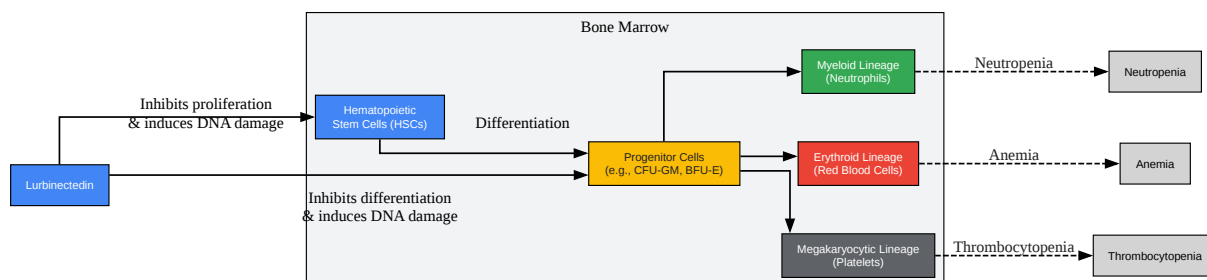 Bone Marrow
Myeloid Lineage
(Neutrophils)
Neutropenia
Neutropenia
Inhibits proliferation
& induces DNA damage
Hematopoietic
Stem Cells (HSCs)
Differentiation
Progenitor Cells
(e.g., CFU-GM, BFU-E)
Erythroid Lineage
(Red Blood Cells)
Anemia
Anemia
Lurbinectedin
Inhibits differentiation
& induces DNA damage
Megakaryocytic Lineage
(Platelets)
Thrombocytopenia
Thrombocytopenia